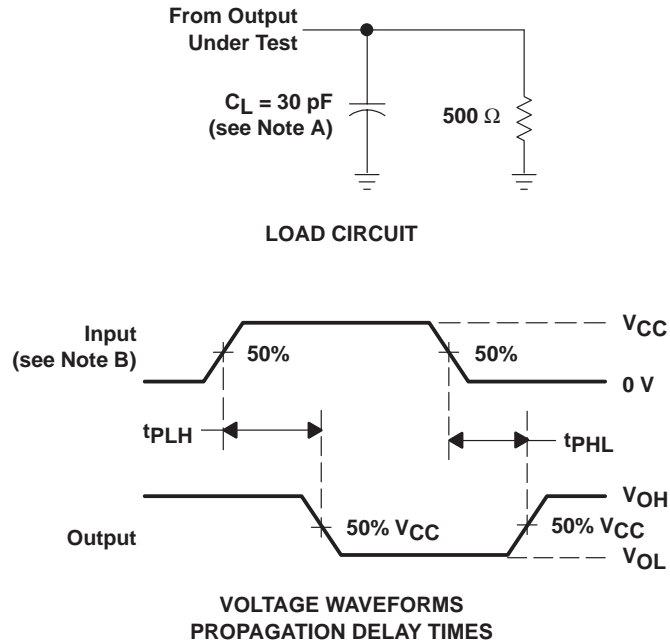 From Output
Under Test
CL = 30 pF
(see Note A)
500 Ω
LOAD CIRCUIT
Input
(see Note B)
50%
50%
VCC
0 V
tPLH
tPHL
Output
50% VCC
VOH
50% VCC
VOL
VOLTAGE WAVEFORMS
PROPAGATION DELAY TIMES